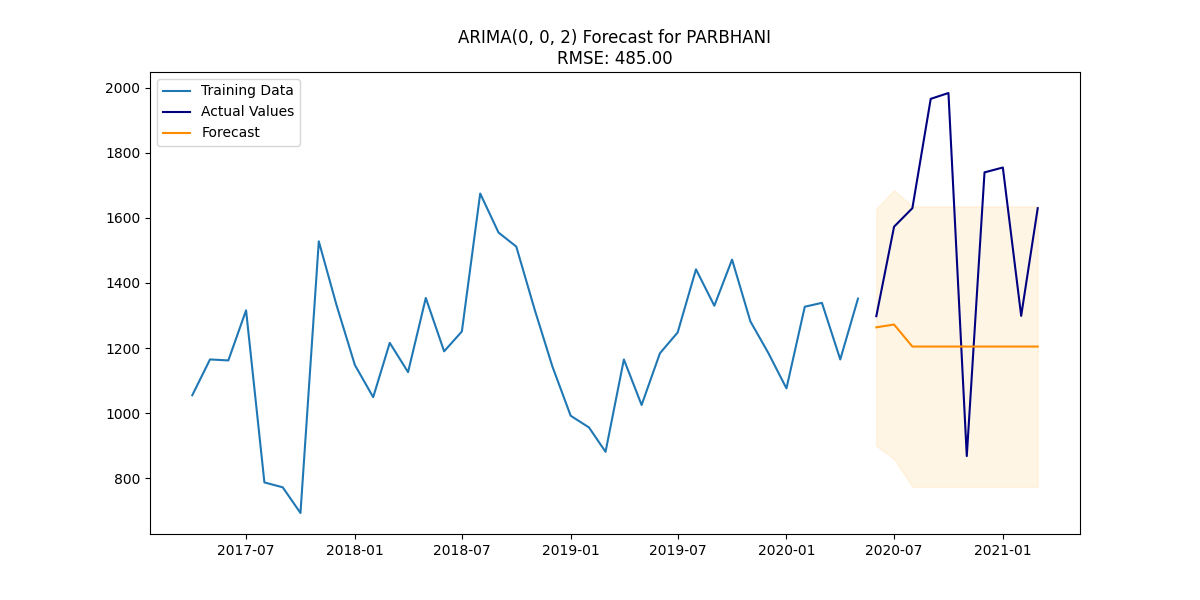 ARIMA(0, 0, 2) Forecast for PARBHANI
RMSE: 485.00
Training Data
Actual Values
Forecast
2000
1800
1600
1400
1200
1000
800
2017-07 2018-01 2018-07 2019-01 2019-07 2020-01 2020-07 2021-01